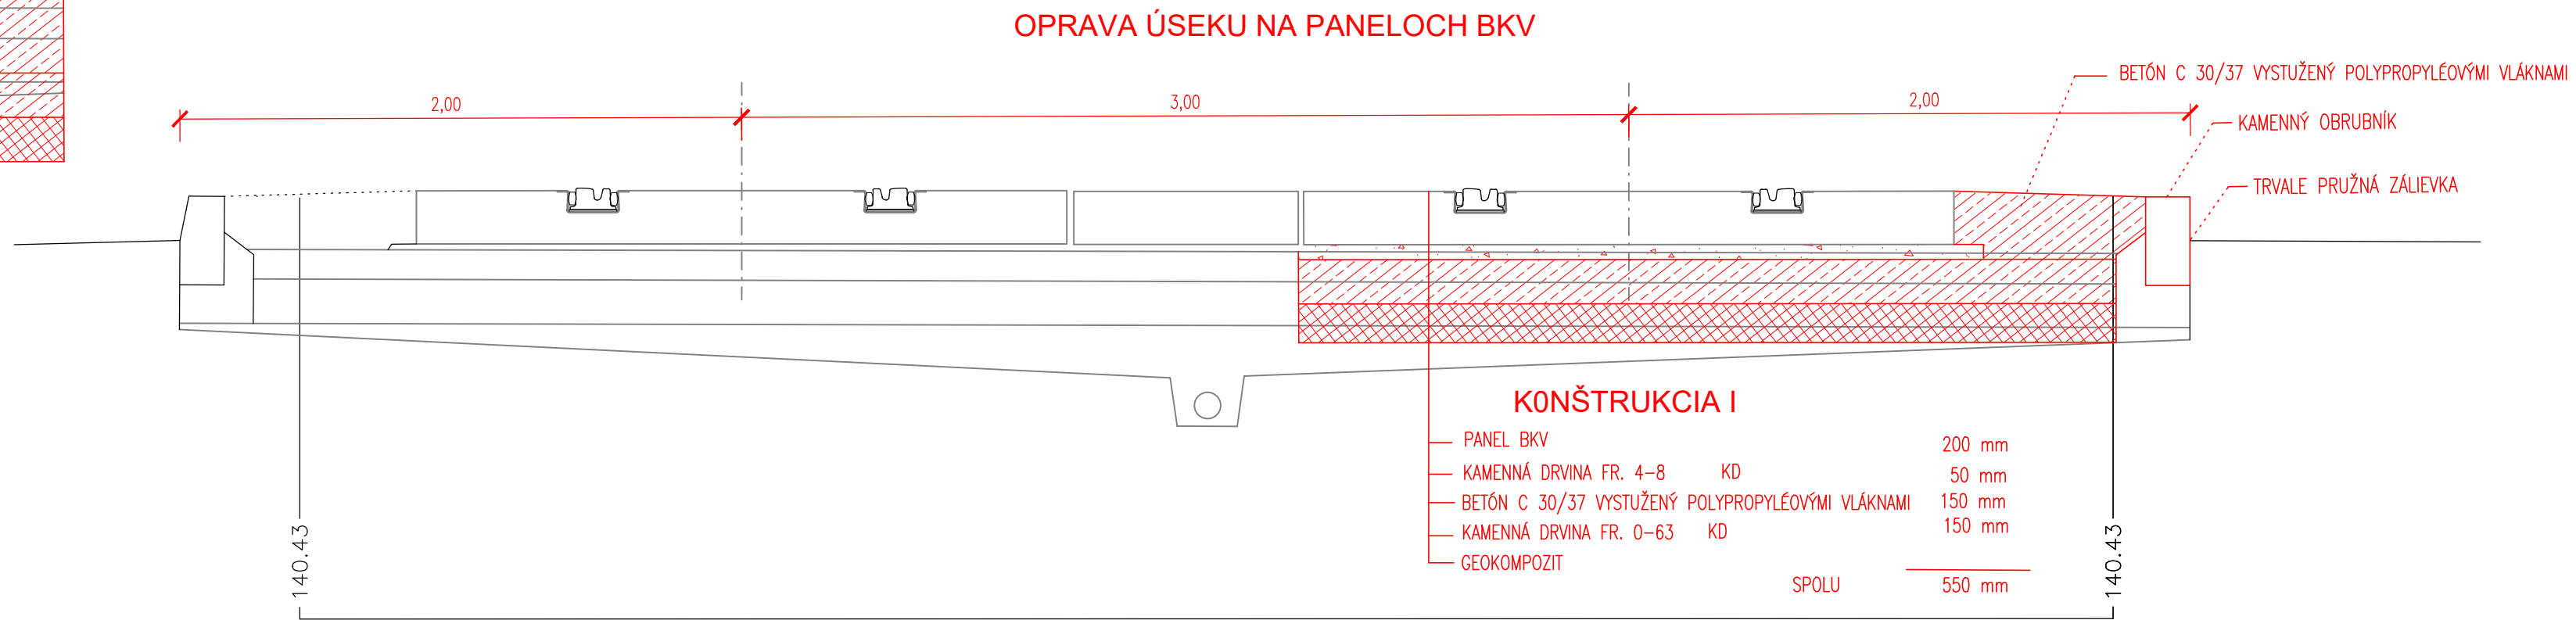 OPRAVA ÚSEKU NA PANELOCH BKV
BETÓN C 30/37 VYSTUŽENÝ POLYPROPYLÉOVÝMI VLÁKNAMI
2,00
3,00
2,00
KAMENNÝ OBRUBNÍK
TRVALE PRUŽNÁ ZÁLIEVKA
K0NŠTRUKCIA I
PANEL BKV 200 mm
KAMENNÁ DRVINA FR. 4-8 KD 50 mm
BETÓN C 30/37 VYSTUŽENÝ POLYPROPYLÉOVÝMI VLÁKNAMI 150 mm
KAMENNÁ DRVINA FR. 0-63 KD 150 mm
GEOKOMPOZIT
SPOLU 550 mm
140.43
140.43